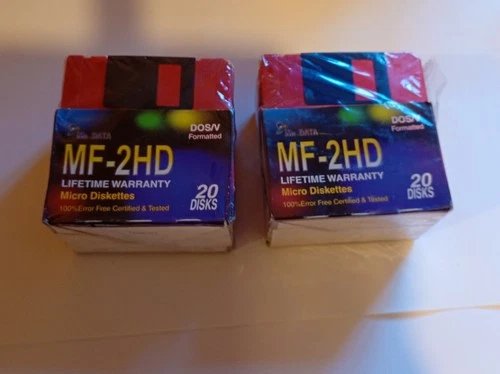 DATA
DOS/V
Formatted
MF-2HD
LIFETIME WARRANTY
Micro Diskettes
100%Error Free Certified & Tested
20
DISKS
DATA
DOS/V
Formatted
MF-2HD
LIFETIME WARRANTY
Micro Diskettes
100%Error Free Certified & Tested
20
DISKS